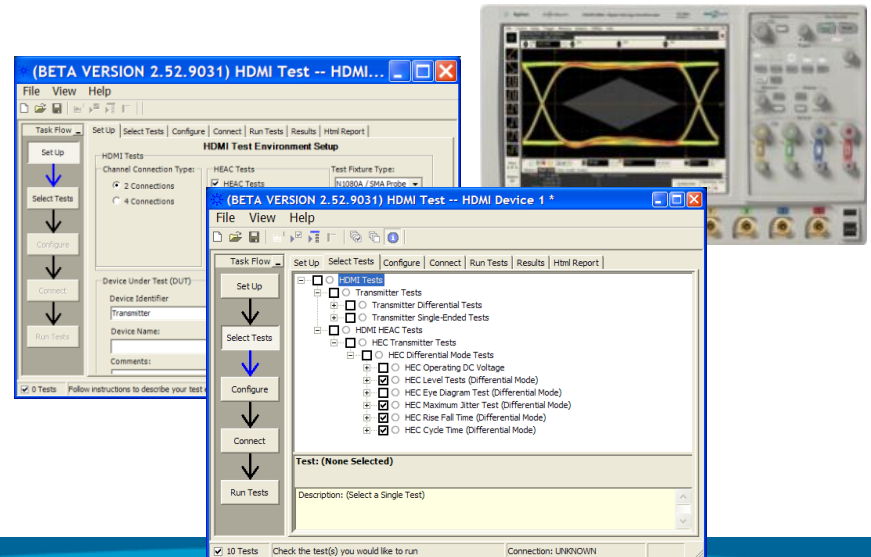 Agilent
(BETA VERSION 2.52.9031) HDMI Test -- HDMI...
File View Help
Task Flow
Set Up Select Tests Configure Connect Run Tests Results Html Report
Set Up
Select Tests
Configure
Connect
Run Tests
HDMI Test Environment Setup
HDMI Tests
Channel Connection Type:
2 Connections
4 Connections
HEAC Tests
HEAC Tests
Test Fixture Type:
N1080A / SMA Probe
Device Under Test (DUT)
Device Identifier
Transmitter
Device Name:
Comments:
0 Tests Follow instructions to describe your test
(BETA VERSION 2.52.9031) HDMI Test -- HDMI Device 1 *
File View Help
Task Flow
Set Up Select Tests Configure Connect Run Tests Results Html Report
Set Up
Select Tests
Configure
Connect
Run Tests
HDMI Tests
Transmitter Tests
Transmitter Differential Tests
Transmitter Single-Ended Tests
HDMI HEAC Tests
HEC Transmitter Tests
HEC Differential Mode Tests
HEC Operating DC Voltage
HEC Level Tests (Differential Mode)
HEC Eye Diagram Test (Differential Mode)
HEC Maximum Jitter Test (Differential Mode)
HEC Rise Fall Time (Differential Mode)
HEC Cycle Time (Differential Mode)
Test: (None Selected)
Description: (Select a Single Test)
10 Tests Check the test(s) you would like to run Connection: UNKNOWN